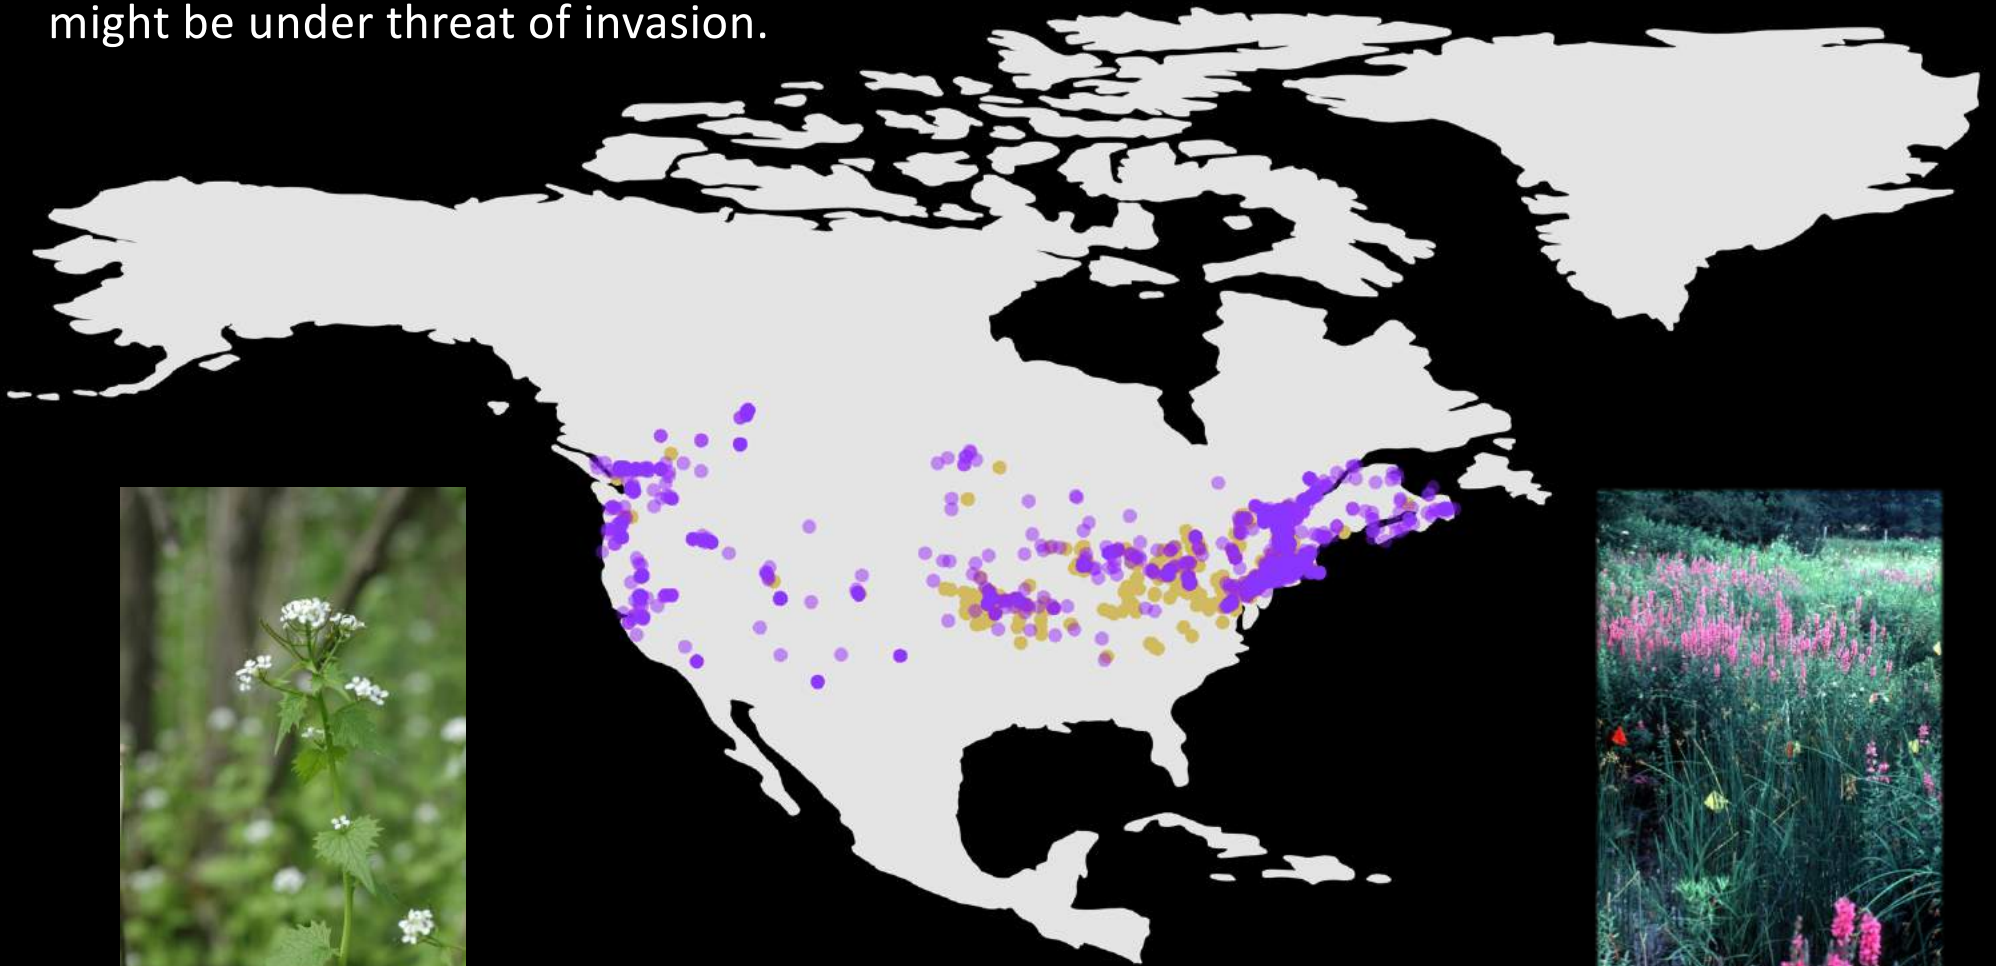 might be under threat of invasion.